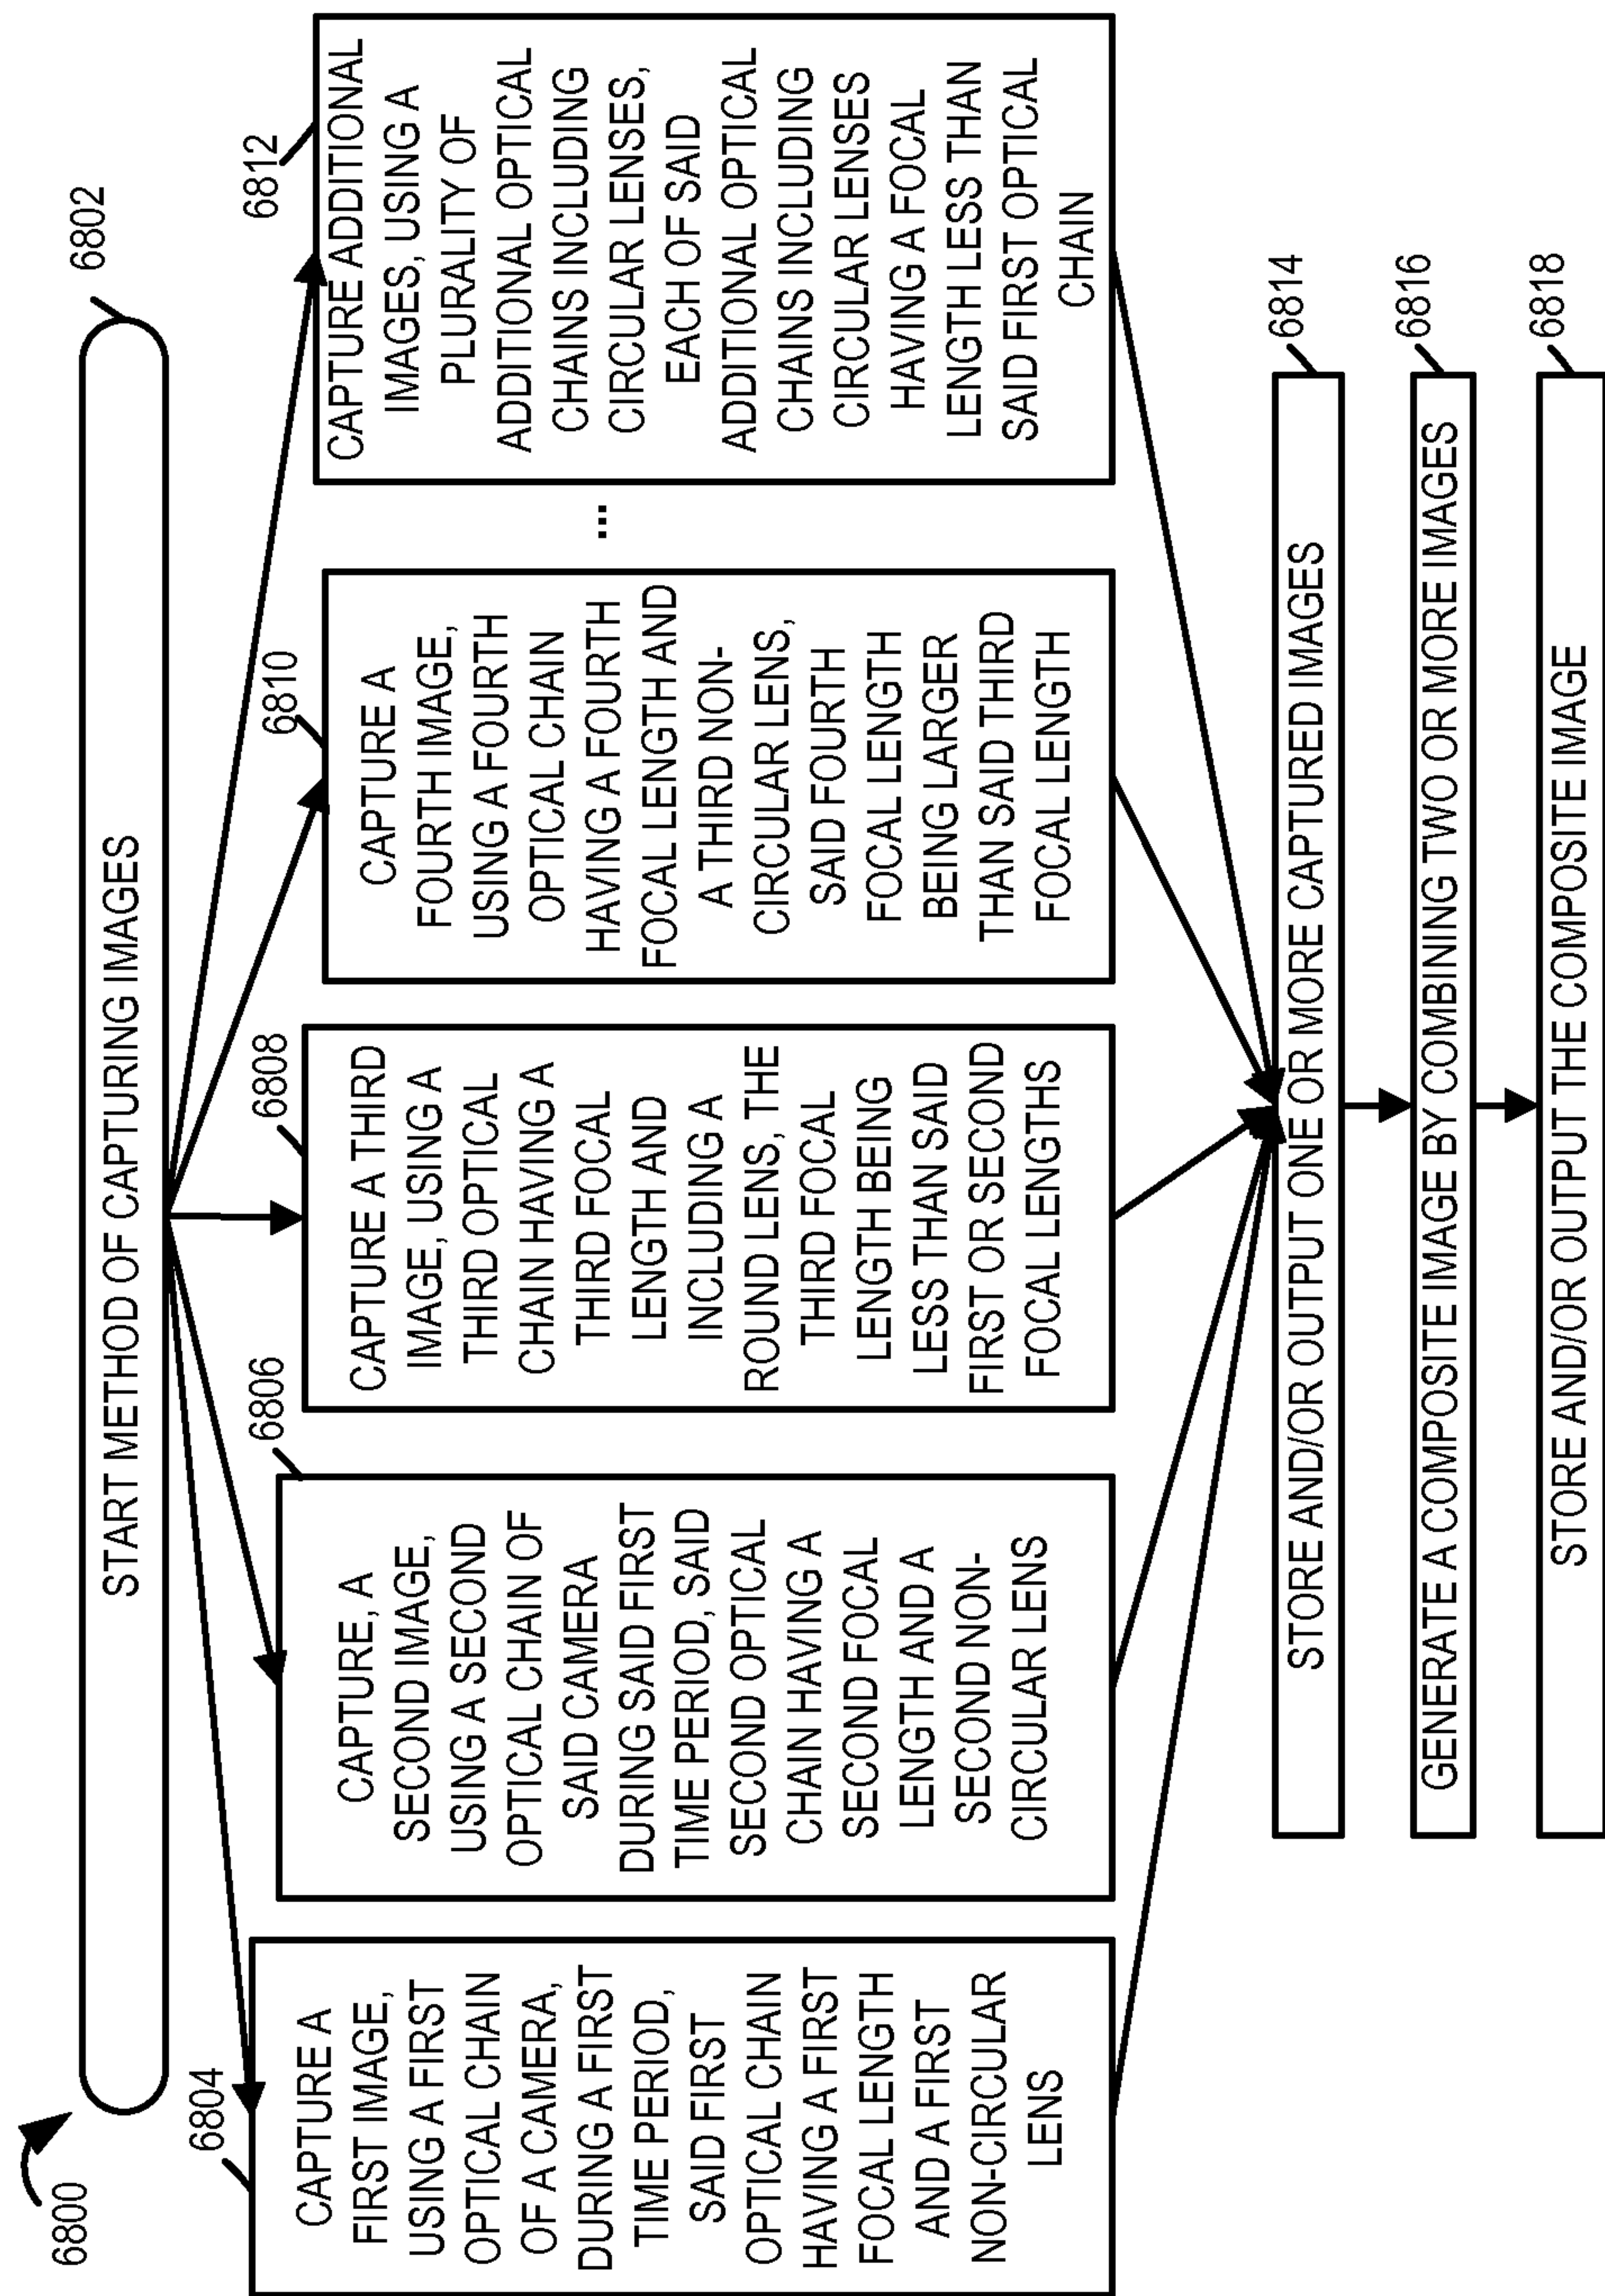 6800
START METHOD OF CAPTURING IMAGES
6802
6804
CAPTURE A
FIRST IMAGE,
USING A FIRST
OPTICAL CHAIN
OF A CAMERA,
DURING A FIRST
TIME PERIOD,
SAID FIRST
OPTICAL CHAIN
HAVING A FIRST
FOCAL LENGTH
AND A FIRST
NON-CIRCULAR
LENS
6806
CAPTURE, A
SECOND IMAGE,
USING A SECOND
OPTICAL CHAIN OF
SAID CAMERA
DURING SAID FIRST
TIME PERIOD, SAID
SECOND OPTICAL
CHAIN HAVING A
SECOND FOCAL
LENGTH AND A
SECOND NON-
CIRCULAR LENS
6808
CAPTURE A THIRD
IMAGE, USING A
THIRD OPTICAL
CHAIN HAVING A
THIRD FOCAL
LENGTH AND
INCLUDING A
ROUND LENS, THE
THIRD FOCAL
LENGTH BEING
LESS THAN SAID
FIRST OR SECOND
FOCAL LENGTHS
6810
CAPTURE A
FOURTH IMAGE,
USING A FOURTH
OPTICAL CHAIN
HAVING A FOURTH
FOCAL LENGTH AND
A THIRD NON-
CIRCULAR LENS,
SAID FOURTH
FOCAL LENGTH
BEING LARGER
THAN SAID THIRD
FOCAL LENGTH
...
6812
CAPTURE ADDITIONAL
IMAGES, USING A
PLURALITY OF
ADDITIONAL OPTICAL
CHAINS INCLUDING
CIRCULAR LENSES,
EACH OF SAID
ADDITIONAL OPTICAL
CHAINS INCLUDING
CIRCULAR LENSES
HAVING A FOCAL
LENGTH LESS THAN
SAID FIRST OPTICAL
CHAIN
STORE AND/OR OUTPUT ONE OR MORE CAPTURED IMAGES
6814
GENERATE A COMPOSITE IMAGE BY COMBINING TWO OR MORE IMAGES
6816
STORE AND/OR OUTPUT THE COMPOSITE IMAGE
6818